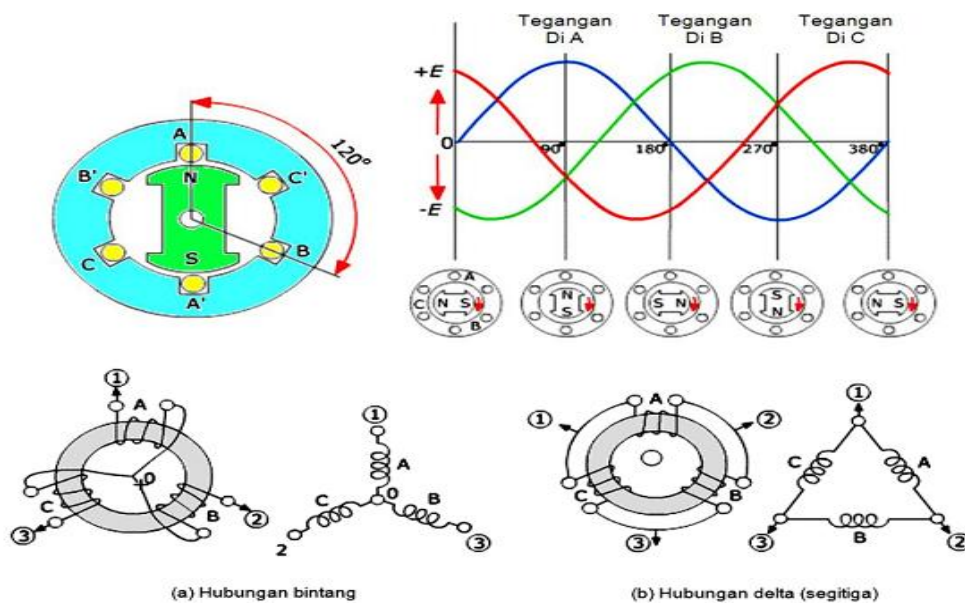 Tegangan Di A
Tegangan Di B
Tegangan Di C
+E
0
-E
90°
180°
270°
380°
A
120°
B'
N
C'
C
S
B
A'
A
C
N S
B
N
S
S N
S
N
N S
1
A
0
C
B
2
3
1
A
C
0
B
2
3
1
A
2
C
B
3
1
C
A
3
B
2
(a) Hubungan bintang
(b) Hubungan delta (segitiga)